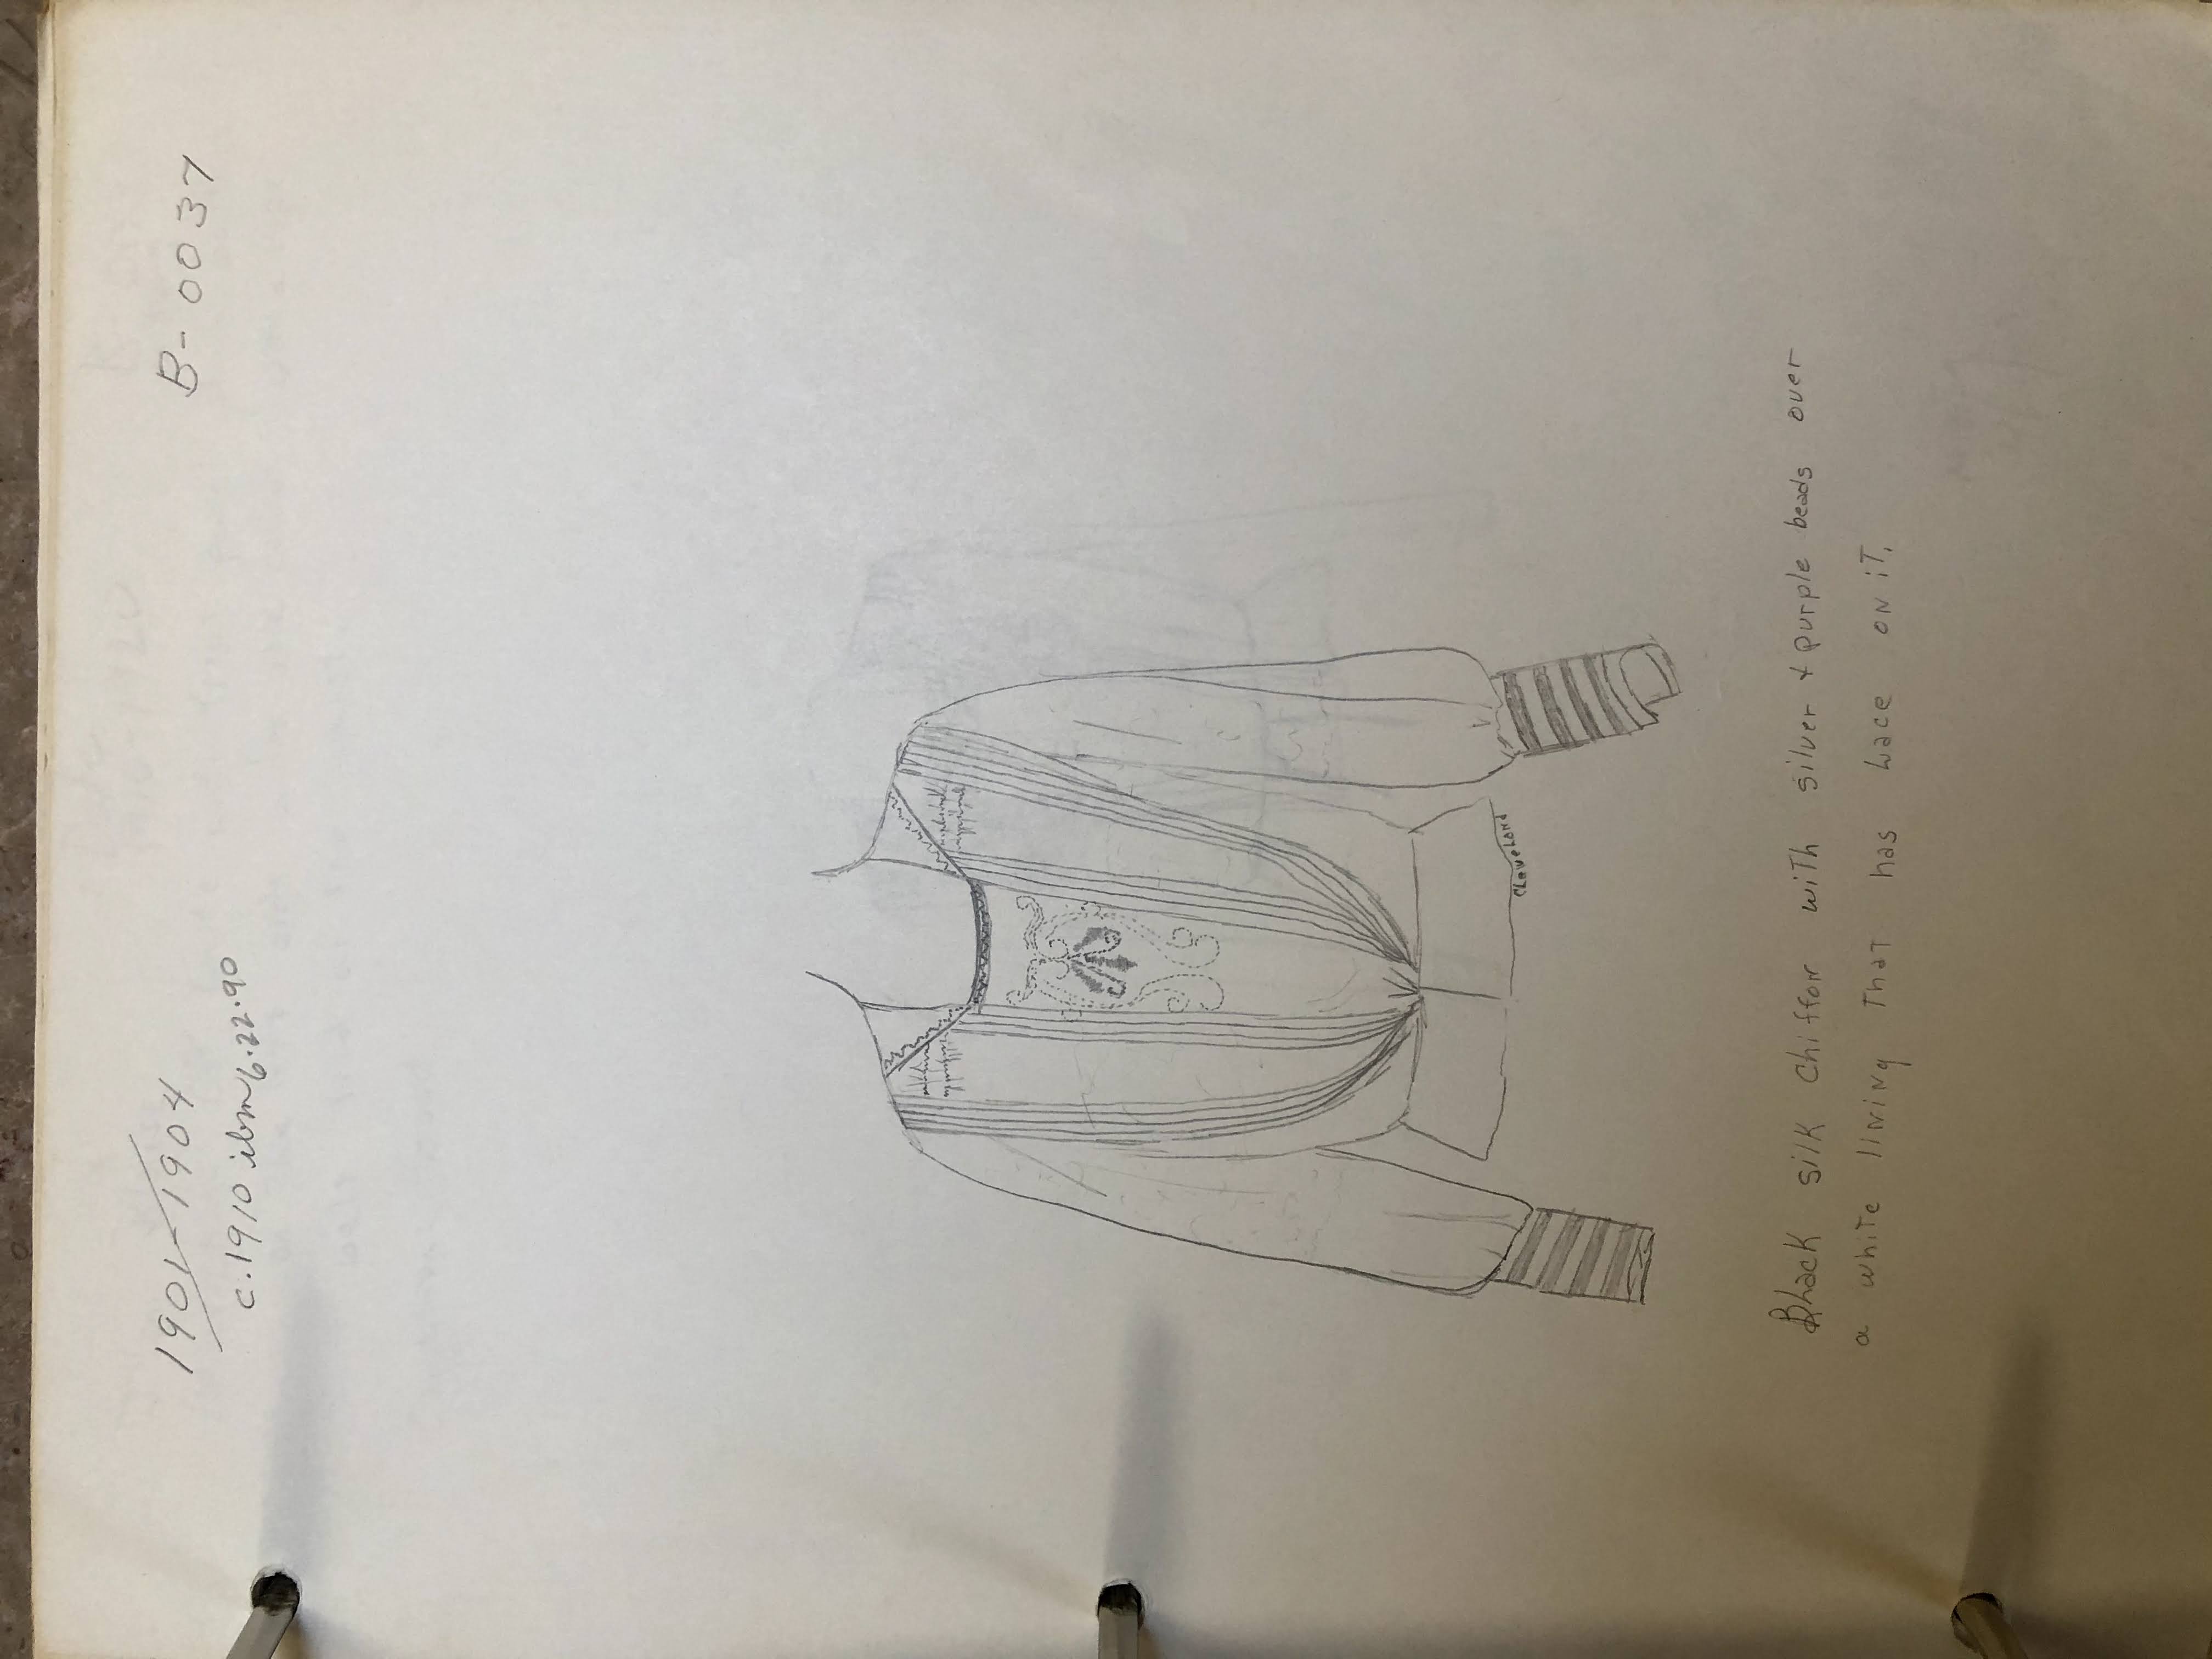 1901-1904
B-0037
c.1910 ibm 6.22.90
Cleveland
Black silk chiffon with silver + purple beads over
a white lining that has lace on it.